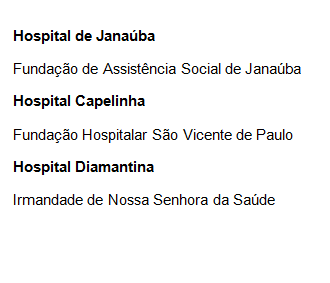 Hospital de Janaúba
Fundação de Assistência Social de Janaúba
Hospital Capelinha
Fundação Hospitalar São Vicente de Paulo
Hospital Diamantina
Irmandade de Nossa Senhora da Saúde